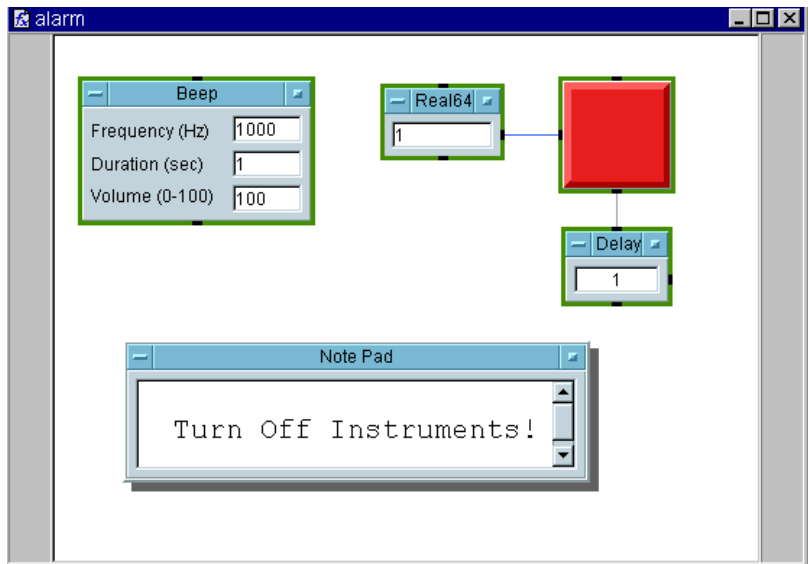 alarm
Beep
Frequency (Hz) 1000
Duration (sec) 1
Volume (0-100) 100
Real64
1
Delay
1
Note Pad
Turn Off Instruments!